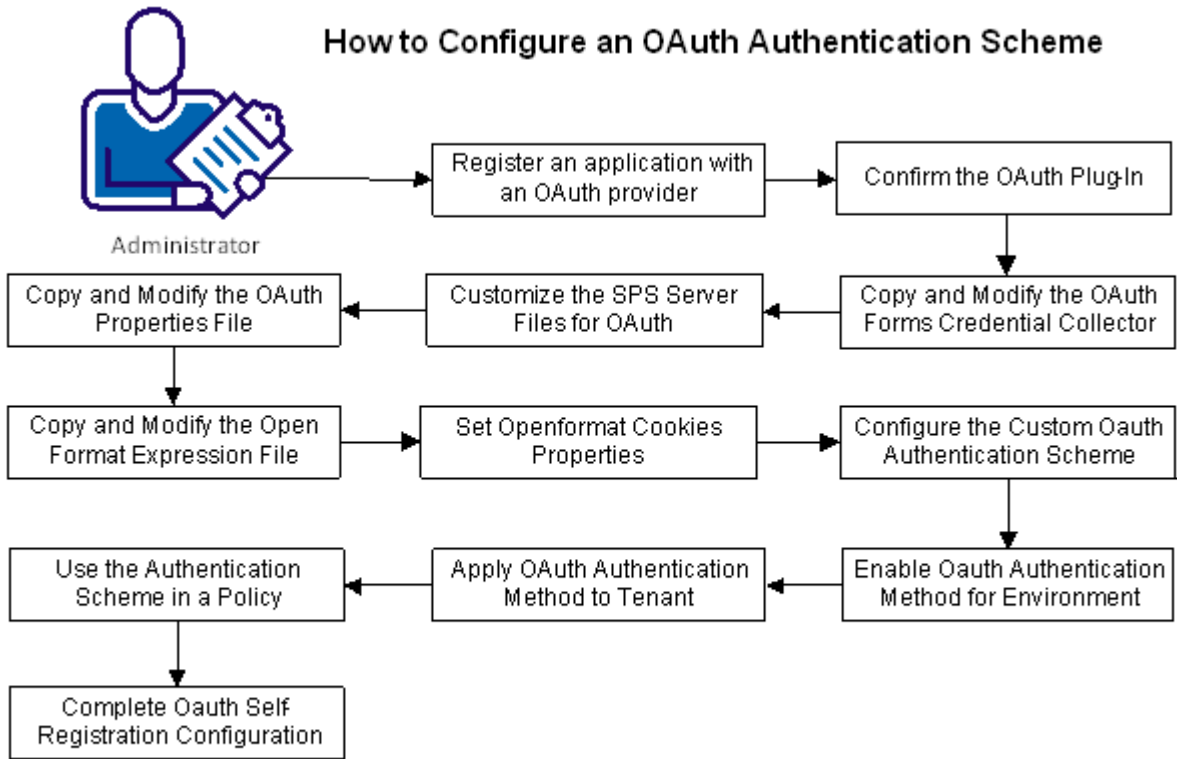 How to Configure an OAuth Authentication Scheme
Administrator
Register an application with
an OAuth provider
Confirm the OAuth Plug-In
Copy and Modify the OAuth
Forms Credential Collector
Customize the SPS Server
Files for OAuth
Copy and Modify the OAuth
Properties File
Copy and Modify the Open
Format Expression File
Set Openformat Cookies
Properties
Configure the Custom Oauth
Authentication Scheme
Enable Oauth Authentication
Method for Environment
Apply OAuth Authentication
Method to Tenant
Use the Authentication
Scheme in a Policy
Complete Oauth Self
Registration Configuration